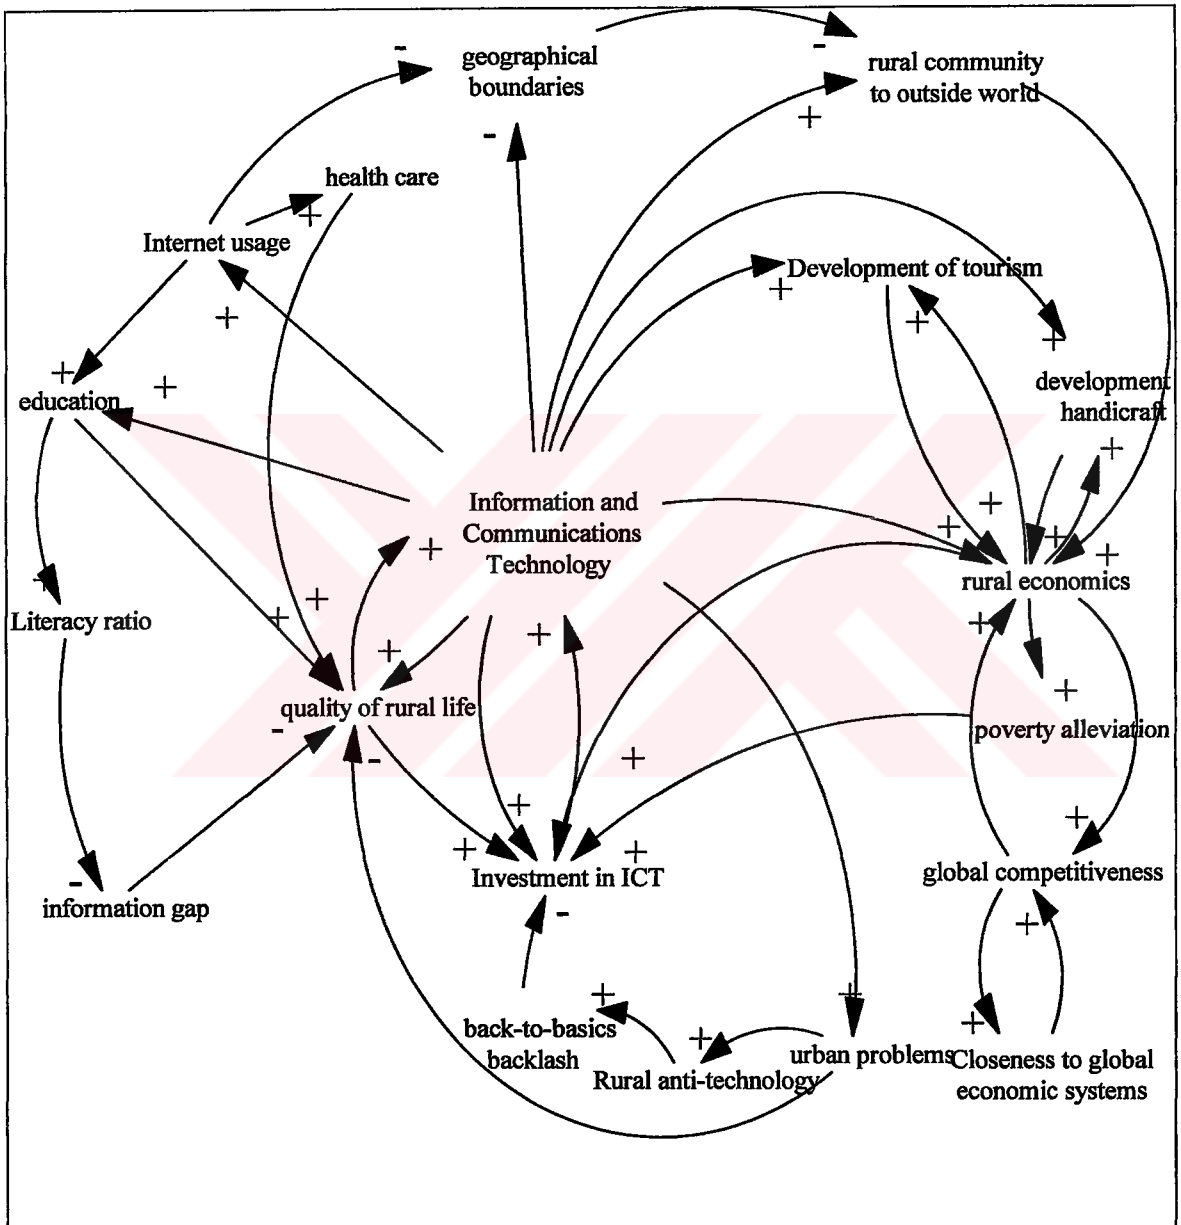 geographical
boundaries
rural community
to outside world
health care
Internet usage
Development of tourism
education
development
handicraft
Information and
Communications
Technology
rural economics
Literacy ratio
quality of rural life
poverty alleviation
Investment in ICT
global competitiveness
information gap
back-to-basics
backlash
Rural anti-technology
urban problems
Closeness to global
economic systems
- - - + + + + + + + + + + + + + + + + + + + + - - + + + + + + - + + + + +